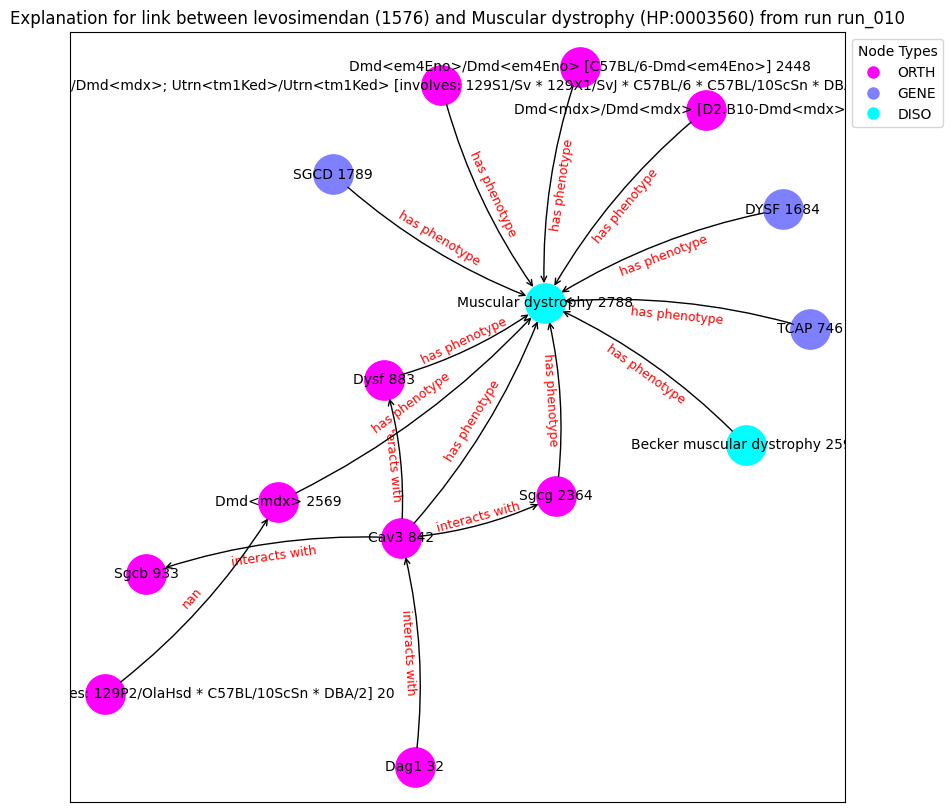 Explanation for link between levosimendan (1576) and Muscular dystrophy (HP:0003560) from run run_010
Node Types
ORTH
GENE
DISO
Dmd<em4Eno>/Dmd<em4Eno> [C57BL/6-Dmd<em4Eno>] 2448
/Dmd<mdx>; Utrn<tm1Ked>/Utrn<tm1Ked> [involves: 129S1/Sv * 129X1/SvJ * C57BL/6 * C57BL/10ScSn * DBA
Dmd<mdx>/Dmd<mdx> [D2.B10-Dmd<mdx>
has phenotype
has phenotype
has phenotype
SGCD 1789
has phenotype
DYSF 1684
has phenotype
Muscular dystrophy 2788
has phenotype
TCAP 746
has phenotype
Dysf 883
has phenotype
has phenotype
has phenotype
has phenotype
Becker muscular dystrophy 259
eracts with
Dmd<mdx> 2569
Sgcg 2364
interacts with
Cav3 842
interacts with
Sgcb 933
nan
interacts with
es: 129P2/OlaHsd * C57BL/10ScSn * DBA/2] 20
Dag1 32